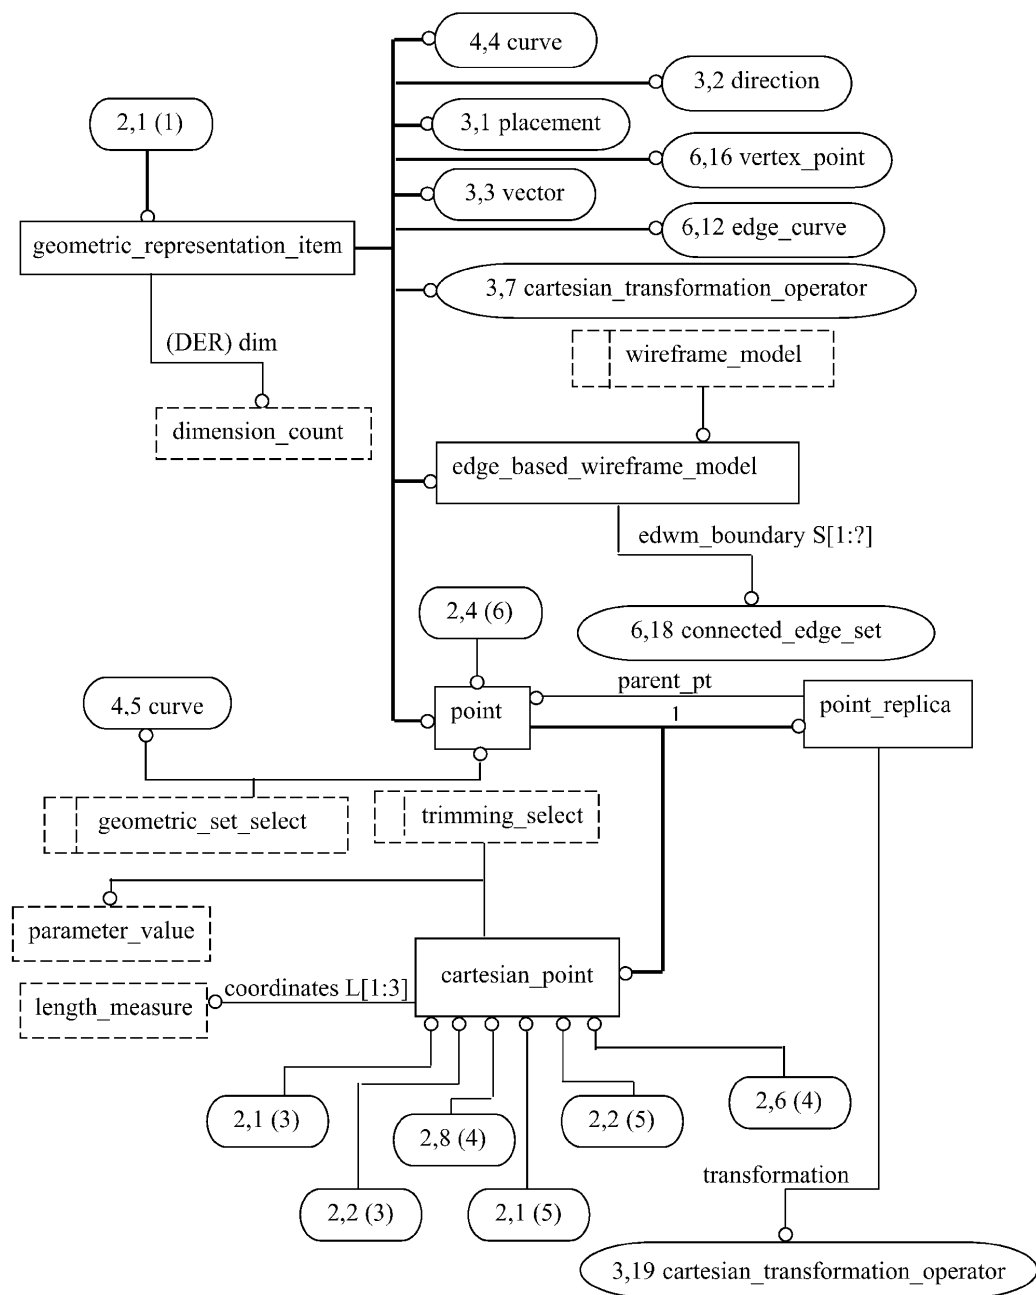 4,4 curve
3,2 direction
2,1 (1)
3,1 placement
6,16 vertex_point
3,3 vector
6,12 edge_curve
geometric_representation_item
3,7 cartesian_transformation_operator
(DER) dim
wireframe_model
dimension_count
edge_based_wireframe_model
edwm_boundary S[1:?]
2,4 (6)
6,18 connected_edge_set
parent_pt
4,5 curve
point
1
point_replica
geometric_set_select
trimming_select
parameter_value
cartesian_point
coordinates L[1:3]
length_measure
2,1 (3)
2,8 (4)
2,2 (5)
2,6 (4)
transformation
2,2 (3)
2,1 (5)
3,19 cartesian_transformation_operator